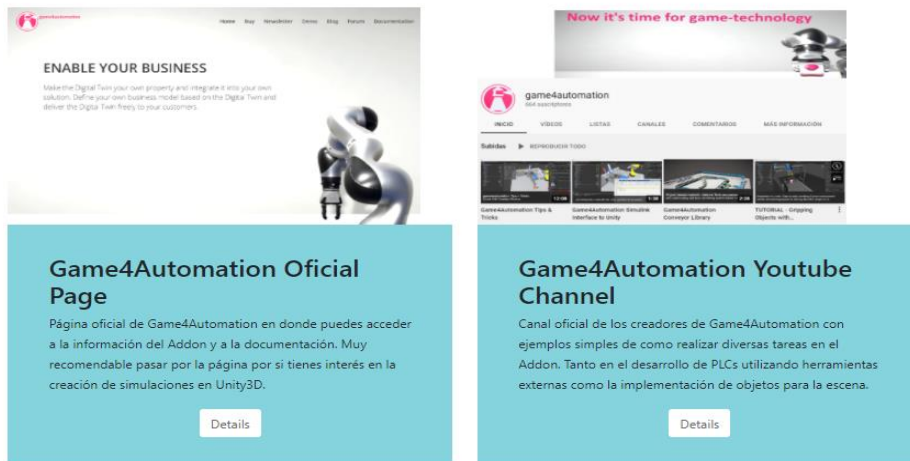 game4automation
Home Buy Newsletter Demo Blog Forum Documentation
ENABLE YOUR BUSINESS
Make the Digital Twin your own property and integrate it into your own
solution. Define your own business model based on the Digital Twin and
deliver the Digital Twin freely to your customers.
Game4Automation Oficial
Page
Página oficial de Game4Automation en donde puedes acceder
a la información del Addon y a la documentación. Muy
recomendable pasar por la página por si tienes interés en la
creación de simulaciones en Unity3D.
Details
Now it's time for game-technology
game4automation
664 suscriptores
INICIO VÍDEOS LISTAS CANALES COMENTARIOS MÁS INFORMACIÓN
Subidas REPRODUCIR TODO
Game4Automation Tips &
Tricks
Game4Automation Simulink
Interface to Unity
Game4Automation
Conveyor Library
TUTORIAL - Gripping
Objects with...
Game4Automation Youtube
Channel
Canal oficial de los creadores de Game4Automation con
ejemplos simples de como realizar diversas tareas en el
Addon. Tanto en el desarrollo de PLCs utilizando herramientas
externas como la implementación de objetos para la escena.
Details